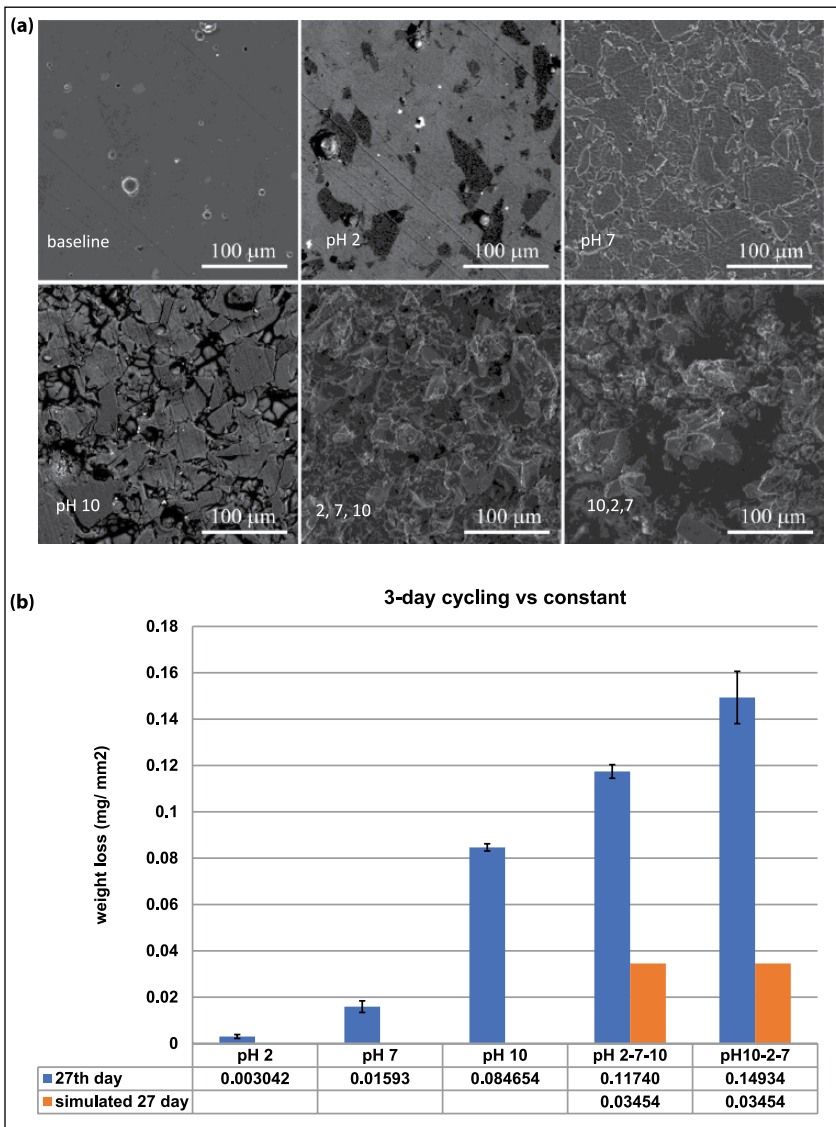 (a)
baseline
100 μm
pH 2
100 μm
pH 7
100 μm
pH 10
100 μm
2, 7, 10
100 μm
10,2,7
100 μm
(b)
3-day cycling vs constant
weight loss (mg/ mm2)
0.18
0.16
0.14
0.12
0.1
0.08
0.06
0.04
0.02
0
pH 2 pH 7 pH 10 pH 2-7-10 pH10-2-7
27th day 0.003042 0.01593 0.084654 0.11740 0.14934
simulated 27 day 0.03454 0.03454